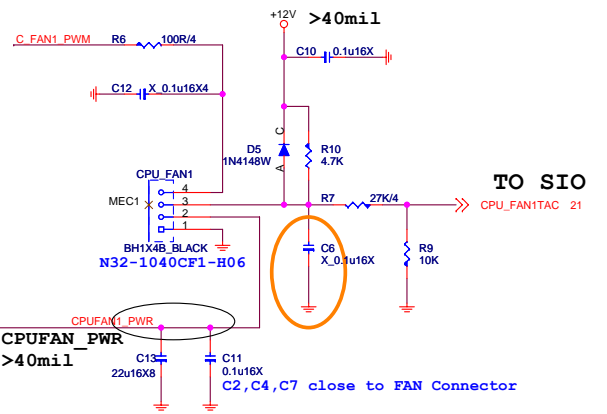 +12V
>40mil
C_FAN1_PWM
R6
100R/4
C10
0.1u16X
C12
X_0.1u16X4
C
D5
1N4148W
A
R10
4.7K
CPU_FAN1
MEC1
4
3
2
1
BH1X4B_BLACK
N32-1040CF1-H06
R7
27K/4
TO SIO
CPU_FAN1TAC 21
C6
X_0.1u16X
R9
10K
CPUFAN1_PWR
CPUFAN_PWR
>40mil
C13
22u16X8
C11
0.1u16X
C2,C4,C7 close to FAN Connector